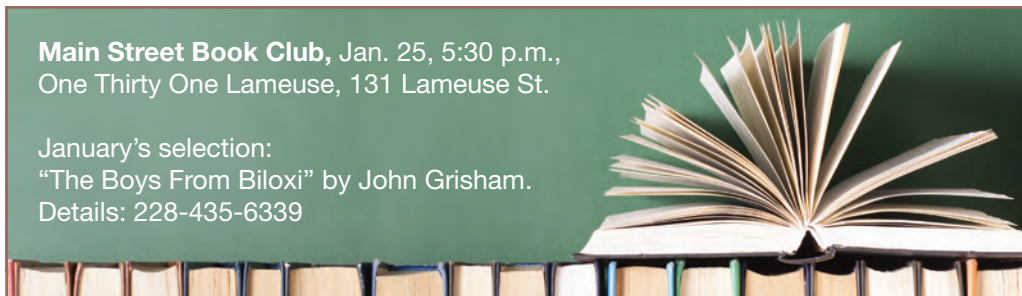 Main Street Book Club, Jan. 25, 5:30 p.m.,
One Thirty One Lameuse, 131 Lameuse St.
January’s selection:
“The Boys From Biloxi” by John Grisham.
Details: 228-435-6339